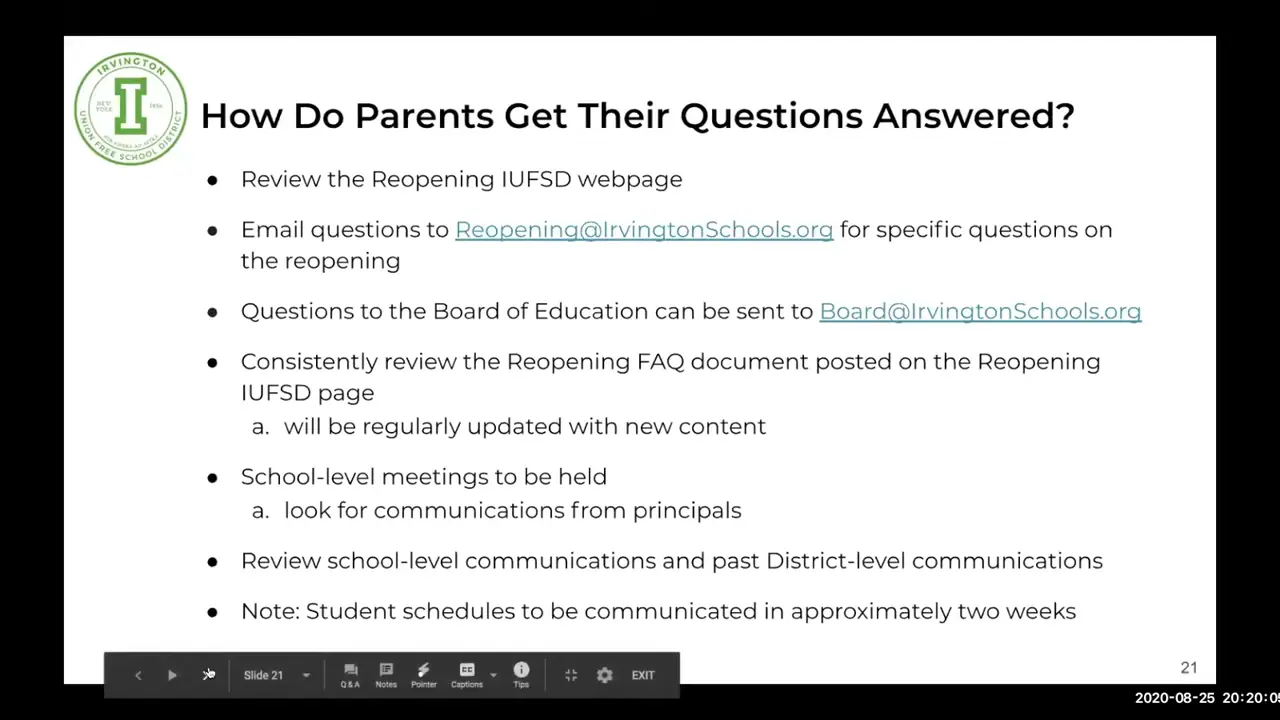 IRVINGTON
NEW YORK
UNION FREE SCHOOL DISTRICT
How Do Parents Get Their Questions Answered?
● Review the Reopening IUFSD webpage
● Email questions to Reopening@IrvingtonSchools.org for specific questions on
the reopening
● Questions to the Board of Education can be sent to Board@IrvingtonSchools.org
● Consistently review the Reopening FAQ document posted on the Reopening
IUFSD page
a. will be regularly updated with new content
● School-level meetings to be held
a. look for communications from principals
● Review school-level communications and past District-level communications
● Note: Student schedules to be communicated in approximately two weeks
Slide 21
Q&A
Notes
Pointer
CC
Captions
Tips
EXIT
21
2020-08-25 20:20:05